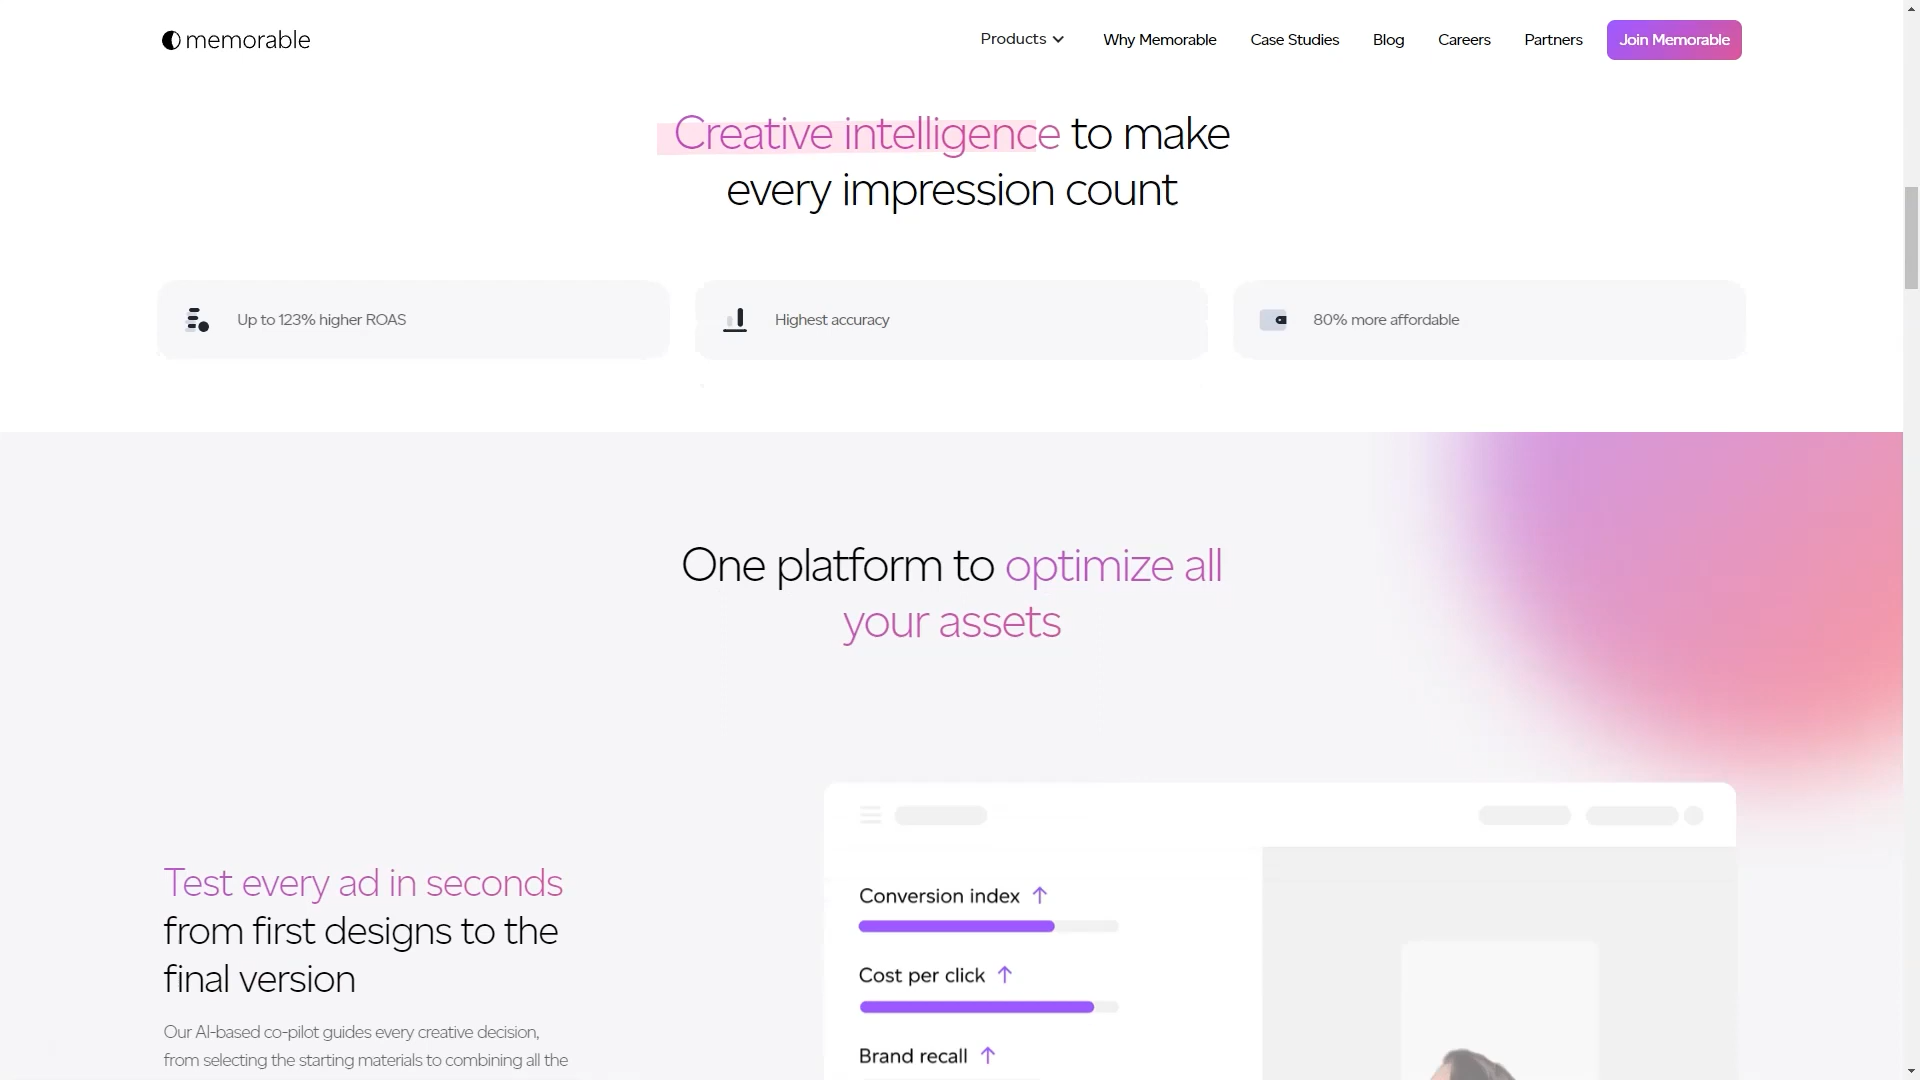 memorable
Products
Why Memorable
Case Studies
Blog
Careers
Partners
Join Memorable
Creative intelligence to make
every impression count
Up to 123% higher ROAS
Highest accuracy
80% more affordable
One platform to optimize all
your assets
Test every ad in seconds
from first designs to the
final version
Our AI-based co-pilot guides every creative decision,
from selecting the starting materials to combining all the
Conversion index
Cost per click
Brand recall